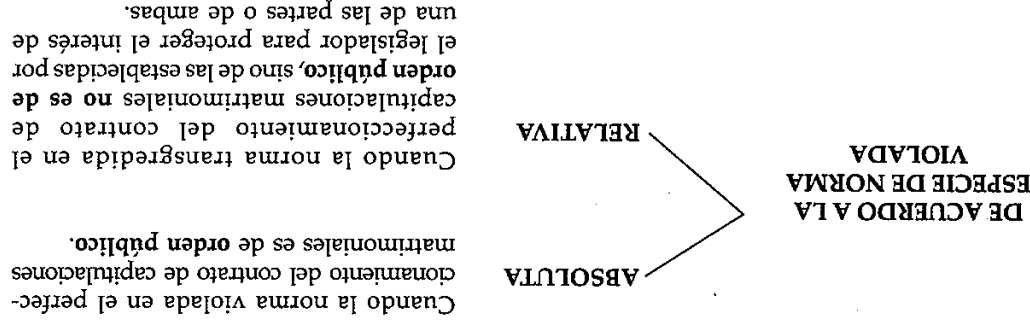 DE ACUERDO A LA
ESPECIE DE NORMA
VIOLADA
ABSOLUTA
Cuando la norma violada en el perfec-
cionamiento del contrato de capitulaciones
matrimoniales es de orden público.
RELATIVA
Cuando la norma transgredida en el
perfeccionamiento del contrato de
capitulaciones matrimoniales no es de
orden público, sino de las establecidas por
el legislador para proteger el interés de
una de las partes o de ambas.